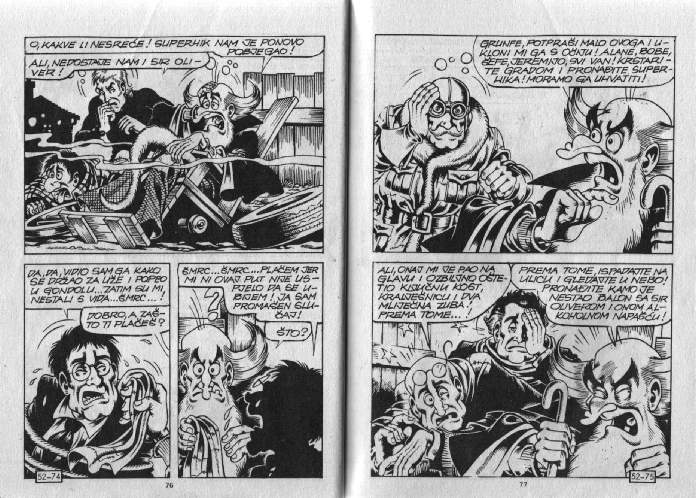 O, KAKVE LI NESREĆE! SUPERHIK NAM JE PONOVO
POBJEGAO!
ALI, NEDOSTAJE NAM I SIR OLI-
VER!
DA, DA, VIDIO SAM GA KAKO
SE DRŽAO ZA UŽE I POPEO
U GONDOLU... ZATIM SU MI
NESTALI S VIDA... ŠMRC...!
DOBRO, A ZAŠ-
TO TI PLAČEŠ?
52-74
ŠMRC... ŠMRC... PLAČEM JER
MI NI OVAJ PUT NIJE US-
PJELO DA SE U-
BIJEM! JA SAM
PROMAŠEN SLU-
ČAJ!
?
ŠTO?
76
GRUNFE, POTPRAŠI MALO OVOGA I U-
KLONI MI GA S OČIJU! ALANE, BOBE,
ŠEFE, JEREMIJO, SVI VAN! KRSTARI-
TE GRADOM I PRONAĐITE SUPER-
HIKA! MORAMO GA UHVATITI!
ALI, ONAJ MI JE PAO NA
GLAVU I OZBILJNO OŠTE-
TIO KLJUČNU KOST,
KRALJEŠNICU I DVA
MLIJEČNA ZUBA!
PREMA TOME...
PREMA TOME, ISPADAJTE NA
ULICU I GLEDAJTE U NEBO!
PRONAĐITE KAMO JE
NESTAO BALON SA SIR
OLIVEROM I ONOM AL-
KOHOLNOM NAPAŠĆU!
77
52-75